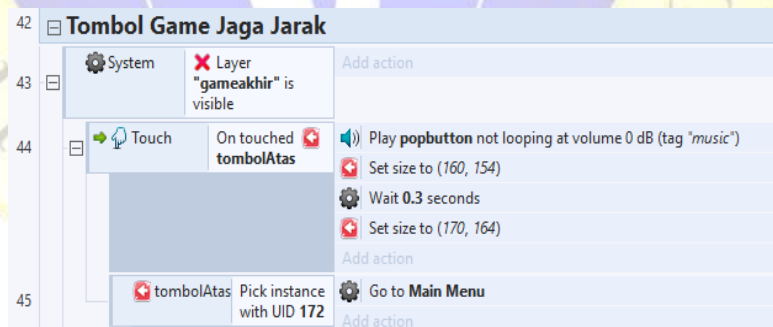 42 Tombol Game Jaga Jarak
43 System Layer Add action
"gameakhir" is
visible
44 Touch On touched Play popbutton not looping at volume 0 dB (tag "music")
tombolAtas
Set size to (160, 154)
Wait 0.3 seconds
Set size to (170, 164)
Add action
45 tombolAtas Pick instance Go to Main Menu
with UID 172
Add action